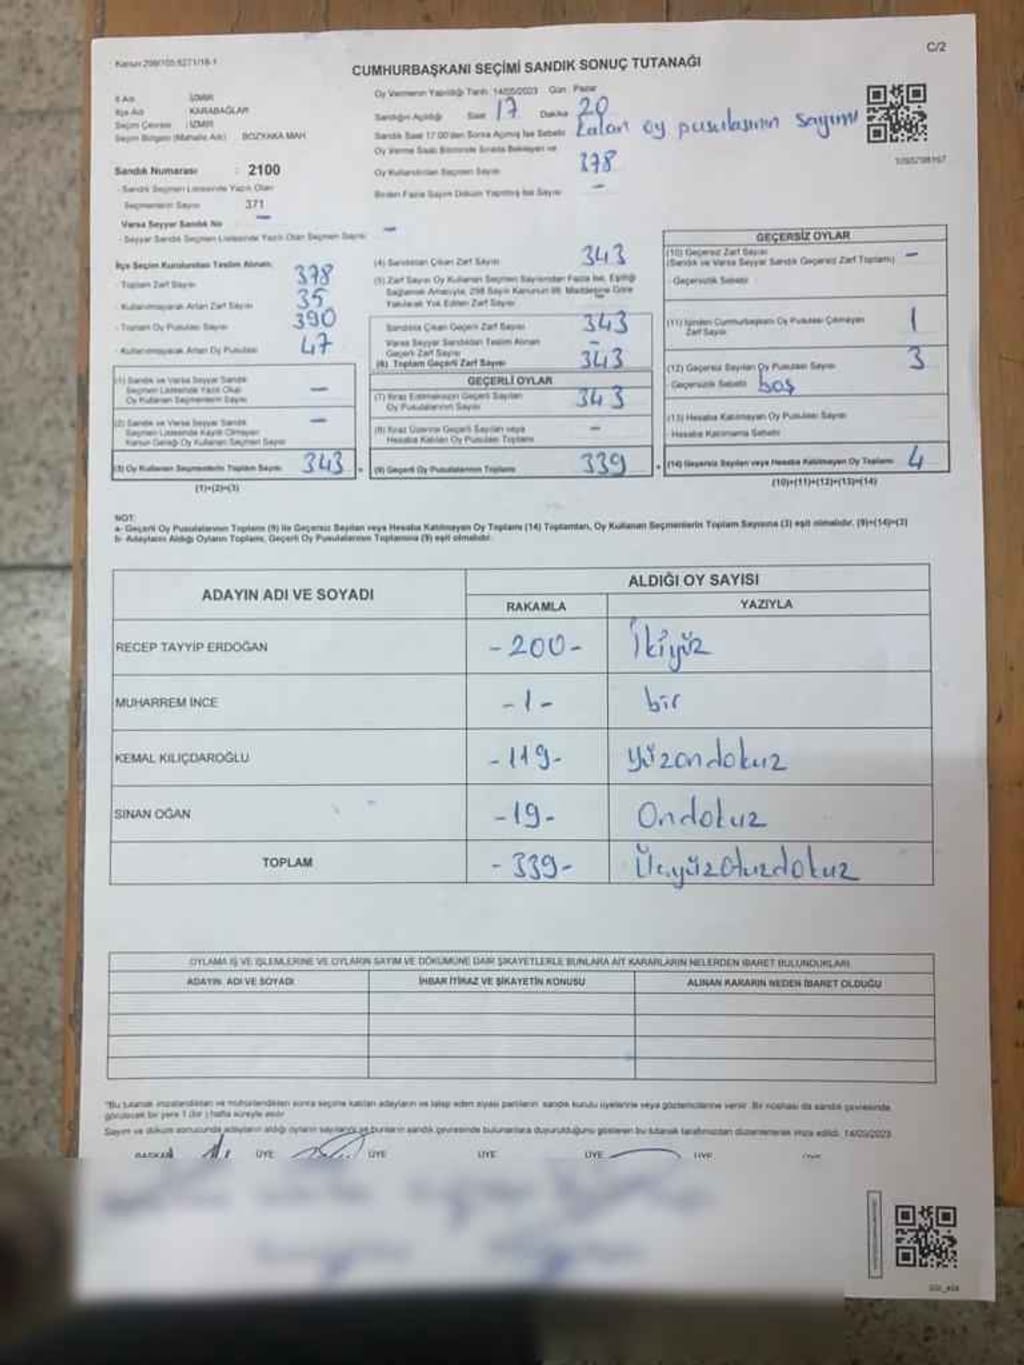 Kanun 298/105 6271/18-1
C/2
CUMHURBAŞKANI SEÇİMİ SANDIK SONUÇ TUTANAĞI
İl Adı İZMİR
İlçe Adı KARABAĞLAR
Seçim Çevresi : İZMİR
Seçim Bölgesi (Mahalle Adı) BOZYAKA MAH
Sandık Numarası : 2100
- Sandık Seçmen Listesinde Yazılı Olan
Seçmenlerin Sayısı 371
Varsa Seyyar Sandık No -
- Seyyar Sandık Seçmen Listesinde Yazılı Olan Seçmen Sayısı -
Oy Vermenin Yapıldığı Tarih 14/05/2023 Gün Pazar
Sandığın Açıldığı Saat 17 Dakika 20
Sandık Saat 17.00'den Sonra Açılmış İse Sebebi kalan oy pusulasının sayımı
Oy Verme Saati Bitiminde Sırada Bekleyen ve
Oy Kullandırılan Seçmen Sayısı 378
Birden Fazla Sayım Döküm Yapılmış İse Sayısı -
İlçe Seçim Kurulundan Teslim Alınan;
- Toplam Zarf Sayısı 378
- Kullanılmayarak Artan Zarf Sayısı 35
- Toplam Oy Pusulası Sayısı 390
- Kullanılmayarak Artan Oy Pusulası 47
(1) Sandık ve Varsa Seyyar Sandık
Seçmen Listesinde Yazılı Olup
Oy Kullanan Seçmenlerin Sayısı -
(2) Sandık ve Varsa Seyyar Sandık
Seçmen Listesinde Kayıtlı Olmayan
Kanun Gereği Oy Kullanan Seçmen Sayısı -
(3) Oy Kullanan Seçmenlerin Toplam Sayısı 343
(1)+(2)=(3)
(4) Sandıktan Çıkan Zarf Sayısı 343
(5) Zarf Sayısı Oy Kullanan Seçmen Sayısından Fazla İse, Eşitliği
Sağlamak Amacıyla, 298 Sayılı Kanunun 98. Maddesine Göre
Yakılarak Yok Edilen Zarf Sayısı -
Sandıkta Çıkan Geçerli Zarf Sayısı 343
Varsa Seyyar Sandıktan Teslim Alınan
Geçerli Zarf Sayısı -
(6) Toplam Geçerli Zarf Sayısı 343
GEÇERLİ OYLAR
(7) İtiraz Edilmeksizin Geçerli Sayılan
Oy Pusulalarının Sayısı 343
(8) İtiraz Üzerine Geçerli Sayılan veya
Hesaba Katılan Oy Pusulası Toplamı -
(9) Geçerli Oy Pusulalarının Toplamı 339
GEÇERSİZ OYLAR
(10) Geçersiz Zarf Sayısı
(Sandık ve Varsa Seyyar Sandık Geçersiz Zarf Toplamı) -
- Geçersizlik Sebebi
(11) İçinden Cumhurbaşkanı Oy Pusulası Çıkmayan
Zarf Sayısı 1
(12) Geçersiz Sayılan Oy Pusulası Sayısı 3
- Geçersizlik Sebebi boş
(13) Hesaba Katılmayan Oy Pusulası Sayısı
- Hesaba Katılmama Sebebi
(14) Geçersiz Sayılan veya Hesaba Katılmayan Oy Toplamı 4
(10)+(11)+(12)+(13)=(14)
NOT:
a- Geçerli Oy Pusulalarının Toplamı (9) ile Geçersiz Sayılan veya Hesaba Katılmayan Oy Toplamı (14) Toplamları, Oy Kullanan Seçmenlerin Toplam Sayısına (3) eşit olmalıdır. (9)+(14)=(3)
b- Adayların Aldığı Oyların Toplamı, Geçerli Oy Pusulalarının Toplamına (9) eşit olmalıdır.
ADAYIN ADI VE SOYADI ALDIĞI OY SAYISI
RAKAMLA YAZIYLA
RECEP TAYYİP ERDOĞAN -200- İkiyüz
MUHARREM İNCE -1- bir
KEMAL KILIÇDAROĞLU -119- yüzondokuz
SİNAN OĞAN -19- Ondokuz
TOPLAM -339- Üçyüzotuzdokuz
OYLAMA İŞ VE İŞLEMLERİNE VE OYLARIN SAYIM VE DÖKÜMÜNE DAİR ŞİKAYETLERLE BUNLARA AİT KARARLARIN NELERDEN İBARET BULUNDUKLARI
ADAYIN ADI VE SOYADI İHBAR İTİRAZ VE ŞİKAYETİN KONUSU ALINAN KARARIN NEDEN İBARET OLDUĞU
"Bu tutanak imzalandıktan ve mühürlendikten sonra seçime katılan adayların ve talep eden siyasi partilerin sandık kurulu üyelerine veya gözlemcilerine verilir. Bir nüshası da sandık çevresinde
görülecek bir yere 1 (bir) hafta süreyle asılır
Sayım ve döküm sonucunda adayların aldığı oyların sayılarını ve bunların sandık çevresinde bulunanlara duyurulduğunu gösteren bu tutanak tarafımızdan düzenlenerek imza edildi. 14/05/2023
BAŞKAN ÜYE ÜYE ÜYE ÜYE ÜYE